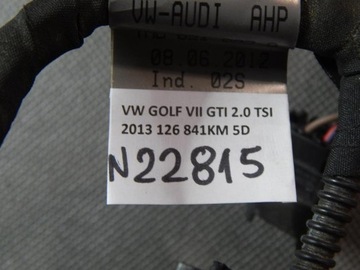 VW-AUDI AHP
08.06.2012
Ind. 02S
VW GOLF VII GTI 2.0 TSI
2013 126 841KM 5D
N22815